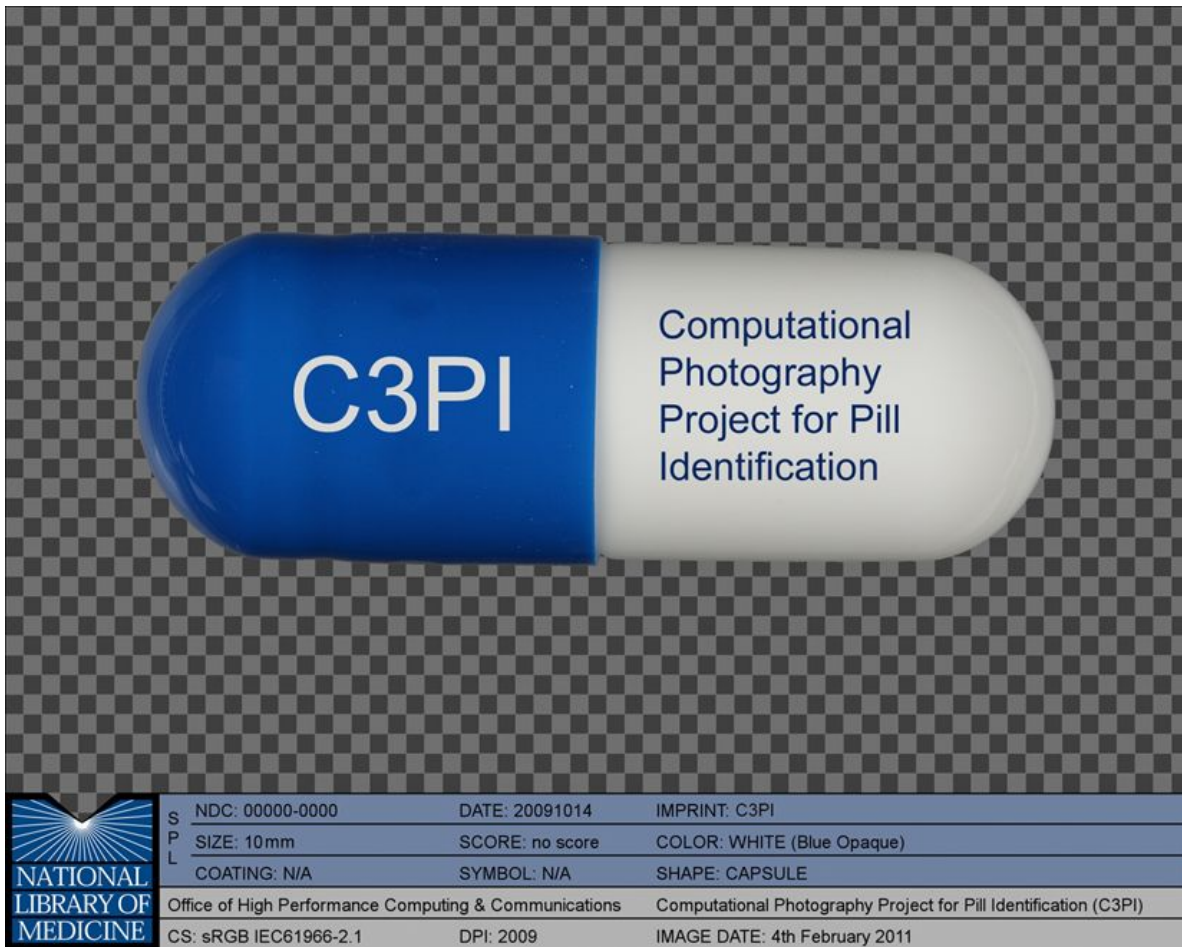 C3PI
Computational
Photography
Project for Pill
Identification
NATIONAL
LIBRARY OF
MEDICINE
SPL
NDC: 00000-0000 DATE: 20091014 IMPRINT: C3PI
SIZE: 10mm SCORE: no score COLOR: WHITE (Blue Opaque)
COATING: N/A SYMBOL: N/A SHAPE: CAPSULE
Office of High Performance Computing & Communications Computational Photography Project for Pill Identification (C3PI)
CS: sRGB IEC61966-2.1 DPI: 2009 IMAGE DATE: 4th February 2011